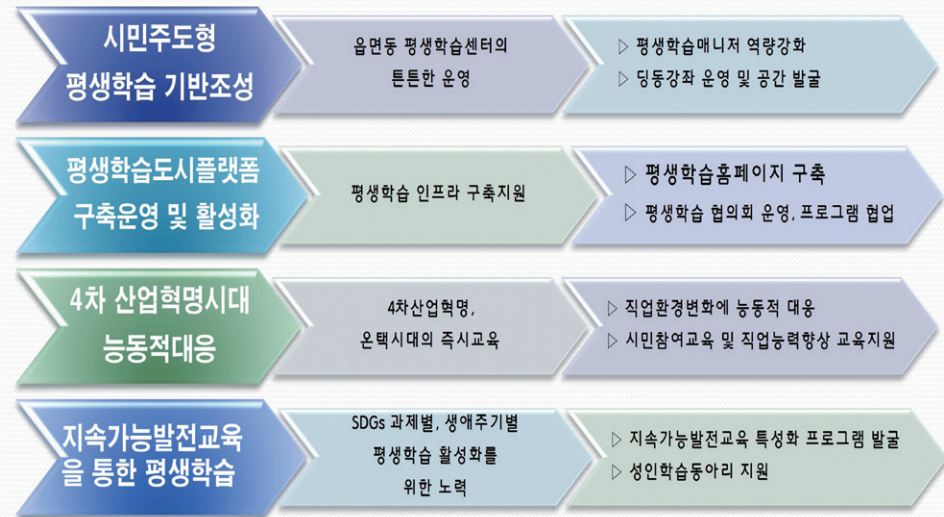 시민주도형
평생학습 기반조성
읍면동 평생학습센터의
튼튼한 운영
▷ 평생학습매니저 역량강화
▷ 딩동강좌 운영 및 공간 발굴
평생학습도시플랫폼
구축운영 및 활성화
평생학습 인프라 구축지원
▷ 평생학습홈페이지 구축
▷ 평생학습 협의회 운영, 프로그램 협업
4차 산업혁명시대
능동적대응
4차산업혁명,
온택시대의 즉시교육
▷ 직업환경변화에 능동적 대응
▷ 시민참여교육 및 직업능력향상 교육지원
지속가능발전교육
을 통한 평생학습
SDGs 과제별, 생애주기별
평생학습 활성화를
위한 노력
▷ 지속가능발전교육 특성화 프로그램 발굴
▷ 성인학습동아리 지원